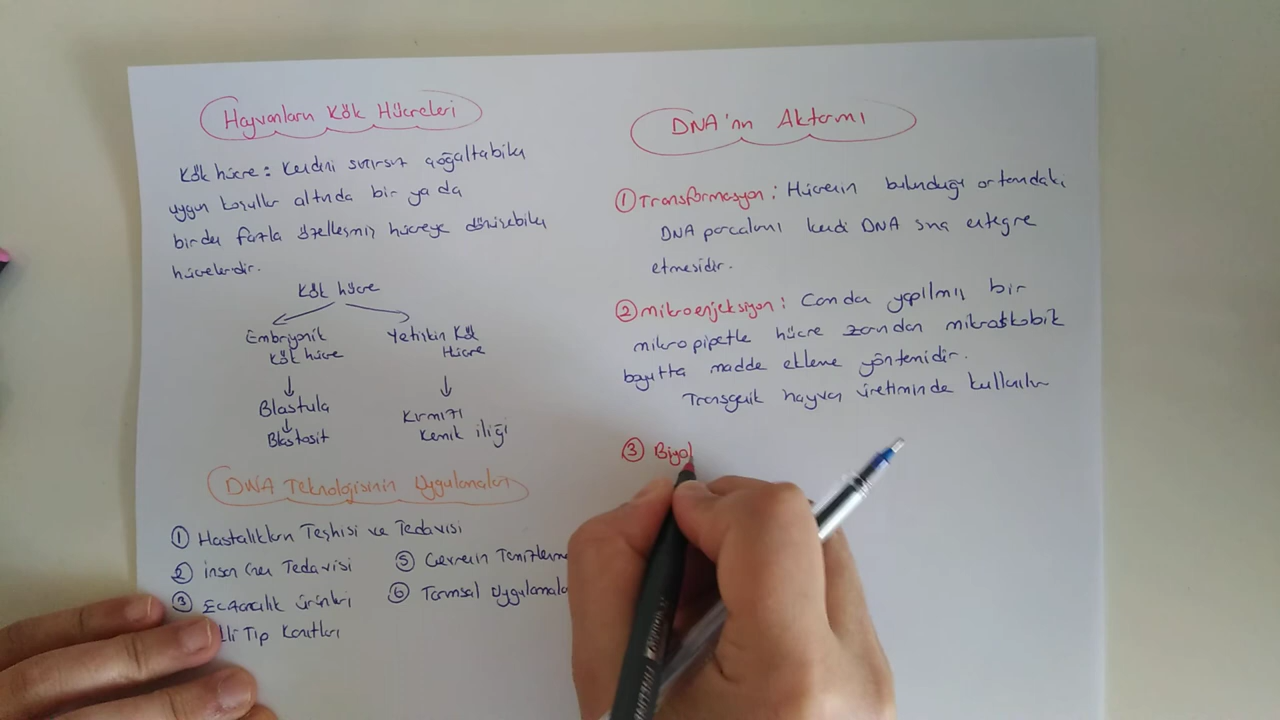 Hayvanların Kök Hücreleri
Kök hücre : Kendini sınırsız çoğaltabilen
uygun koşullar altında bir ya da
birden fazla özelleşmiş hücreye dönüşebilen
hücrelerdir.
Kök hücre
Embriyonik
Kök hücre
Yetişkin Kök
Hücre
Blastula
Blastosit
Kırmızı
Kemik iliği
DNA Teknolojisinin Uygulamaları
① Hastalıkların Teşhisi ve Tedavisi
② insan Gen Tedavisi
③ Eczacılık ürünleri
Adli Tıp Kanıtları
⑤ Çevrenin Temizlenme
⑥ Tarımsal Uygulamala
DNA'nın Aktarımı
① Transformasyon : Hücrenin bulunduğu ortamdaki
DNA parçalarını kendi DNA sına entegre
etmesidir.
② mikroenjeksiyon : Camdan yapılmış bir
mikropipetle hücre zarından mikroskobik
boyutta madde ekleme yöntemidir.
Transgenik hayvan üretiminde kullanılır
③ Biyol